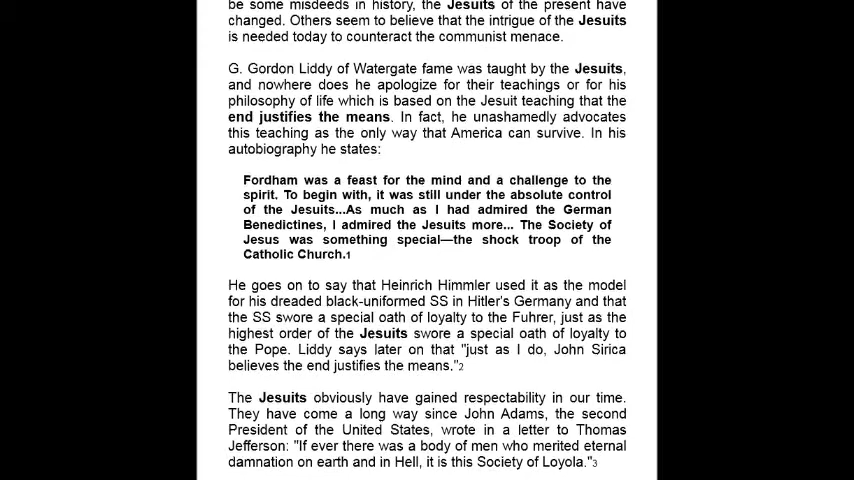 be some misdeeds in history, the Jesuits of the present have
changed. Others seem to believe that the intrigue of the Jesuits
is needed today to counteract the communist menace.
G. Gordon Liddy of Watergate fame was taught by the Jesuits,
and nowhere does he apologize for their teachings or for his
philosophy of life which is based on the Jesuit teaching that the
end justifies the means. In fact, he unashamedly advocates
this teaching as the only way that America can survive. In his
autobiography he states:
Fordham was a feast for the mind and a challenge to the
spirit. To begin with, it was still under the absolute control
of the Jesuits...As much as I had admired the German
Benedictines, I admired the Jesuits more... The Society of
Jesus was something special—the shock troop of the
Catholic Church.1
He goes on to say that Heinrich Himmler used it as the model
for his dreaded black-uniformed SS in Hitler's Germany and that
the SS swore a special oath of loyalty to the Fuhrer, just as the
highest order of the Jesuits swore a special oath of loyalty to
the Pope. Liddy says later on that "just as I do, John Sirica
believes the end justifies the means."2
The Jesuits obviously have gained respectability in our time.
They have come a long way since John Adams, the second
President of the United States, wrote in a letter to Thomas
Jefferson: "If ever there was a body of men who merited eternal
damnation on earth and in Hell, it is this Society of Loyola."3